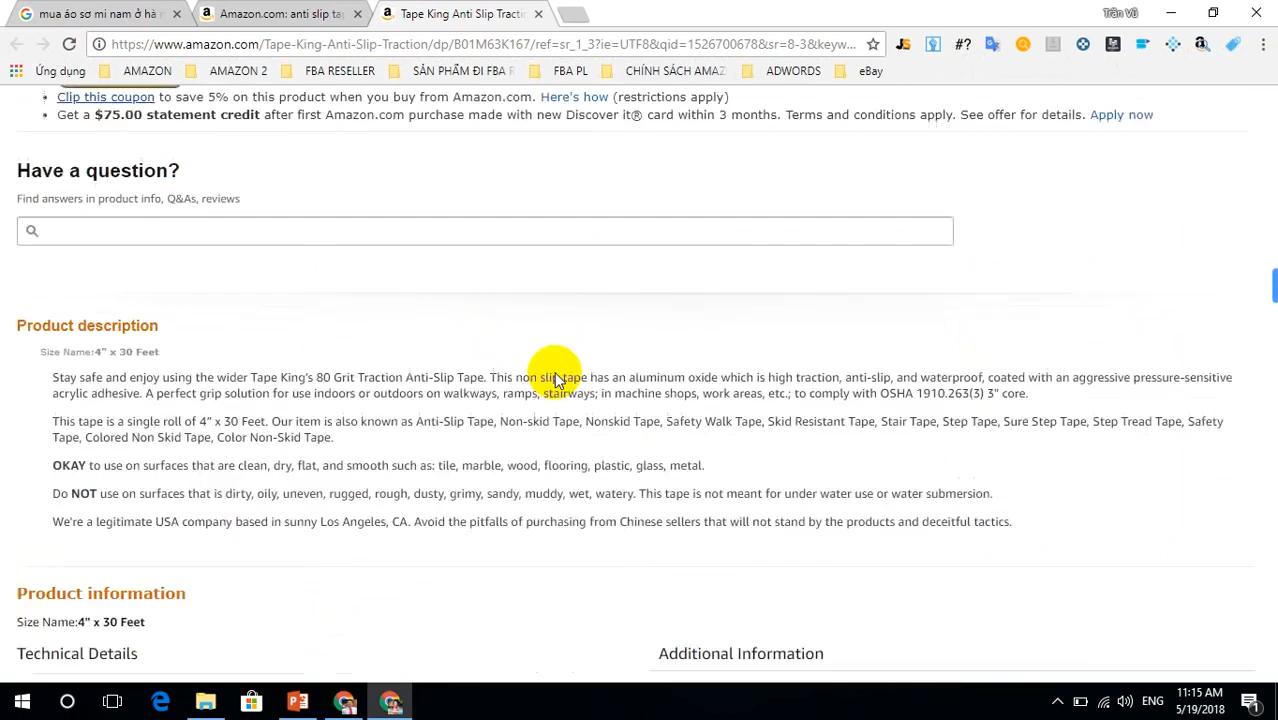 mua áo sơ mi nam ở hà n
Amazon.com: anti slip ta
Tape King Anti Slip Tracti
Trần Vũ
https://www.amazon.com/Tape-King-Anti-Slip-Traction/dp/B01M63K167/ref=sr_1_3?ie=UTF8&qid=1526700678&sr=8-3&keyw...
JS
#?
Ứng dụng
AMAZON
AMAZON 2
FBA RESELLER
SẢN PHẨM ĐI FBA R
FBA PL
CHÍNH SÁCH AMAZ
ADWORDS
eBay
Clip this coupon to save 5% on this product when you buy from Amazon.com. Here's how (restrictions apply)
Get a $75.00 statement credit after first Amazon.com purchase made with new Discover it® card within 3 months. Terms and conditions apply. See offer for details. Apply now
Have a question?
Find answers in product info, Q&As, reviews
Product description
Size Name:4" x 30 Feet
Stay safe and enjoy using the wider Tape King's 80 Grit Traction Anti-Slip Tape. This non slip tape has an aluminum oxide which is high traction, anti-slip, and waterproof, coated with an aggressive pressure-sensitive
acrylic adhesive. A perfect grip solution for use indoors or outdoors on walkways, ramps, stairways; in machine shops, work areas, etc.; to comply with OSHA 1910.263(3) 3" core.
This tape is a single roll of 4" x 30 Feet. Our item is also known as Anti-Slip Tape, Non-skid Tape, Nonskid Tape, Safety Walk Tape, Skid Resistant Tape, Stair Tape, Step Tape, Sure Step Tape, Step Tread Tape, Safety
Tape, Colored Non Skid Tape, Color Non-Skid Tape.
OKAY to use on surfaces that are clean, dry, flat, and smooth such as: tile, marble, wood, flooring, plastic, glass, metal.
Do NOT use on surfaces that is dirty, oily, uneven, rugged, rough, dusty, grimy, sandy, muddy, wet, watery. This tape is not meant for under water use or water submersion.
We're a legitimate USA company based in sunny Los Angeles, CA. Avoid the pitfalls of purchasing from Chinese sellers that will not stand by the products and deceitful tactics.
Product information
Size Name:4" x 30 Feet
Technical Details
Additional Information
ENG
11:15 AM
5/19/2018
1